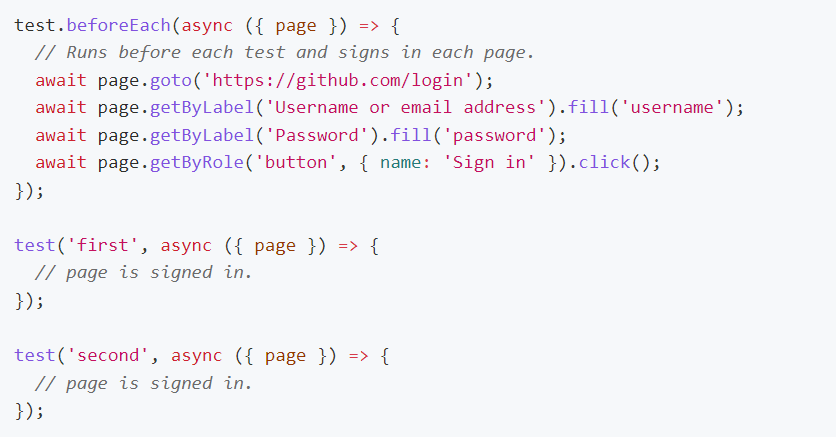 test.beforeEach(async ({ page }) => {
  // Runs before each test and signs in each page.
  await page.goto('https://github.com/login');
  await page.getByLabel('Username or email address').fill('username');
  await page.getByLabel('Password').fill('password');
  await page.getByRole('button', { name: 'Sign in' }).click();
});

test('first', async ({ page }) => {
  // page is signed in.
});

test('second', async ({ page }) => {
  // page is signed in.
});